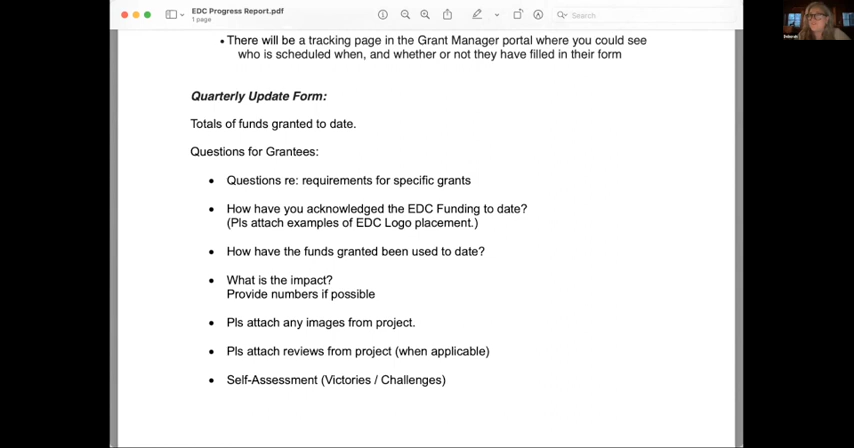 EDC Progress Report.pdf
1 page
Search
Deborah
• There will be a tracking page in the Grant Manager portal where you could see
who is scheduled when, and whether or not they have filled in their form
Quarterly Update Form:
Totals of funds granted to date.
Questions for Grantees:
• Questions re: requirements for specific grants
• How have you acknowledged the EDC Funding to date?
(Pls attach examples of EDC Logo placement.)
• How have the funds granted been used to date?
• What is the impact?
Provide numbers if possible
• Pls attach any images from project.
• Pls attach reviews from project (when applicable)
• Self-Assessment (Victories / Challenges)